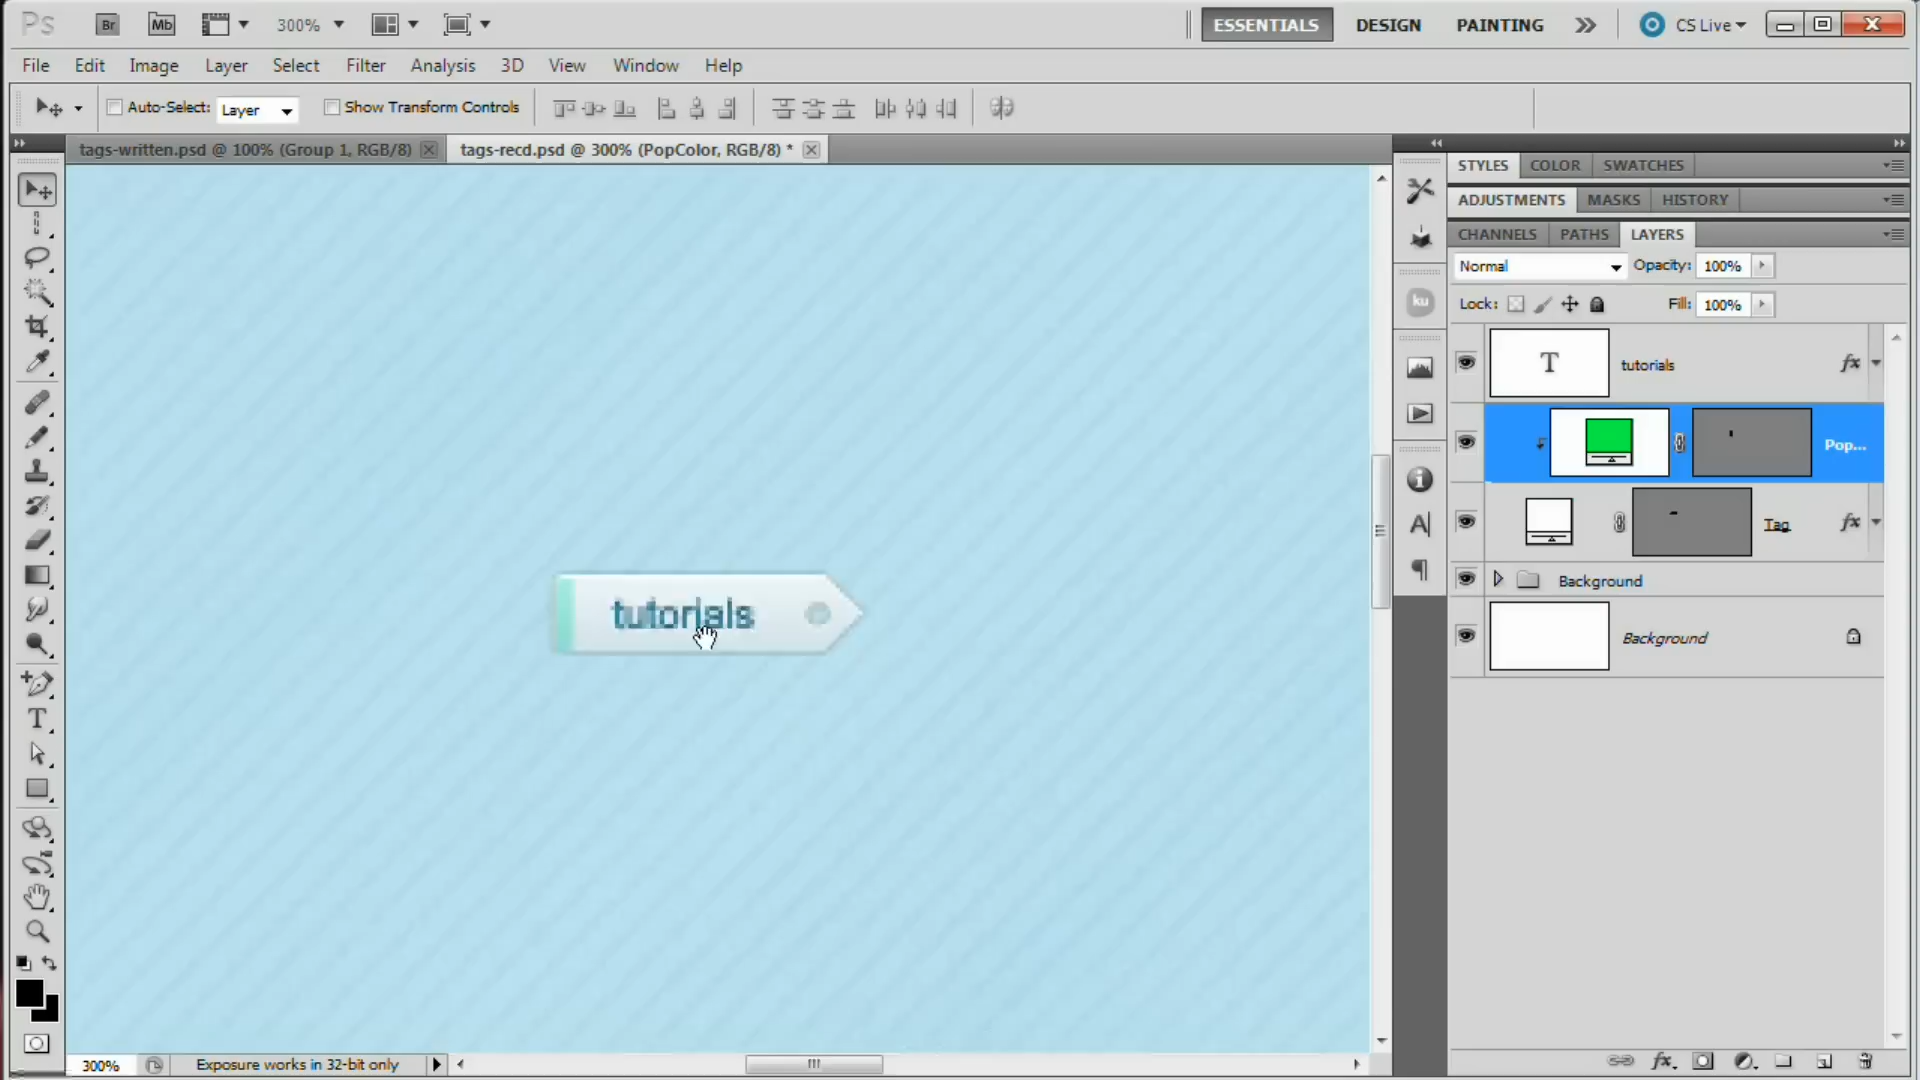 Ps Br Mb 300% ESSENTIALS DESIGN PAINTING CS Live
File Edit Image Layer Select Filter Analysis 3D View Window Help
Auto-Select: Layer Show Transform Controls
tags-written.psd @ 100% (Group 1, RGB/8) tags-recd.psd @ 300% (PopColor, RGB/8) *
STYLES COLOR SWATCHES
ADJUSTMENTS MASKS HISTORY
CHANNELS PATHS LAYERS
Normal Opacity: 100%
Lock: Fill: 100%
ku
T tutorials fx
Pop...
Tag fx
Background
Background
tutorials
300% Exposure works in 32-bit only